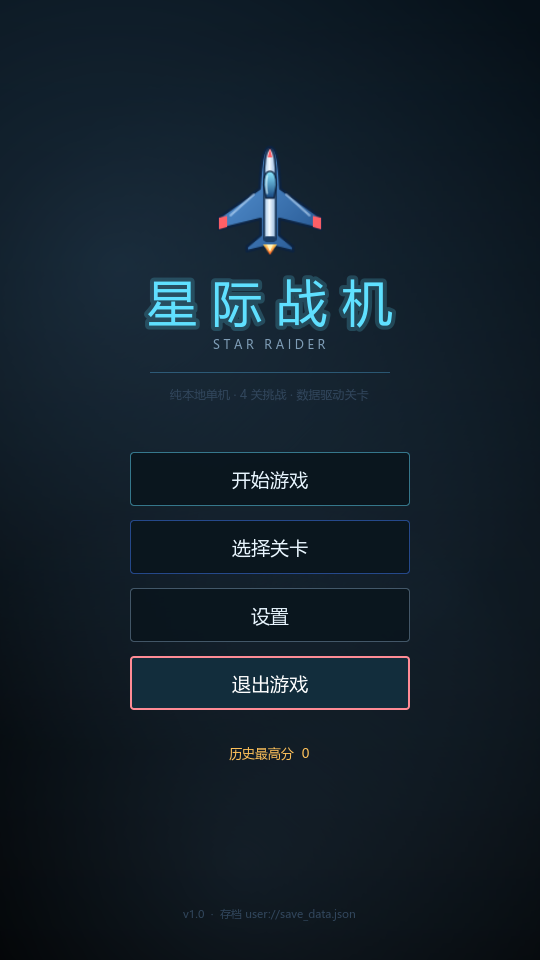 星际战机
STAR RAIDER
纯本地单机 · 4 关挑战 · 数据驱动关卡
开始游戏
选择关卡
设置
退出游戏
历史最高分 0
v1.0 · 存档 user://save_data.json